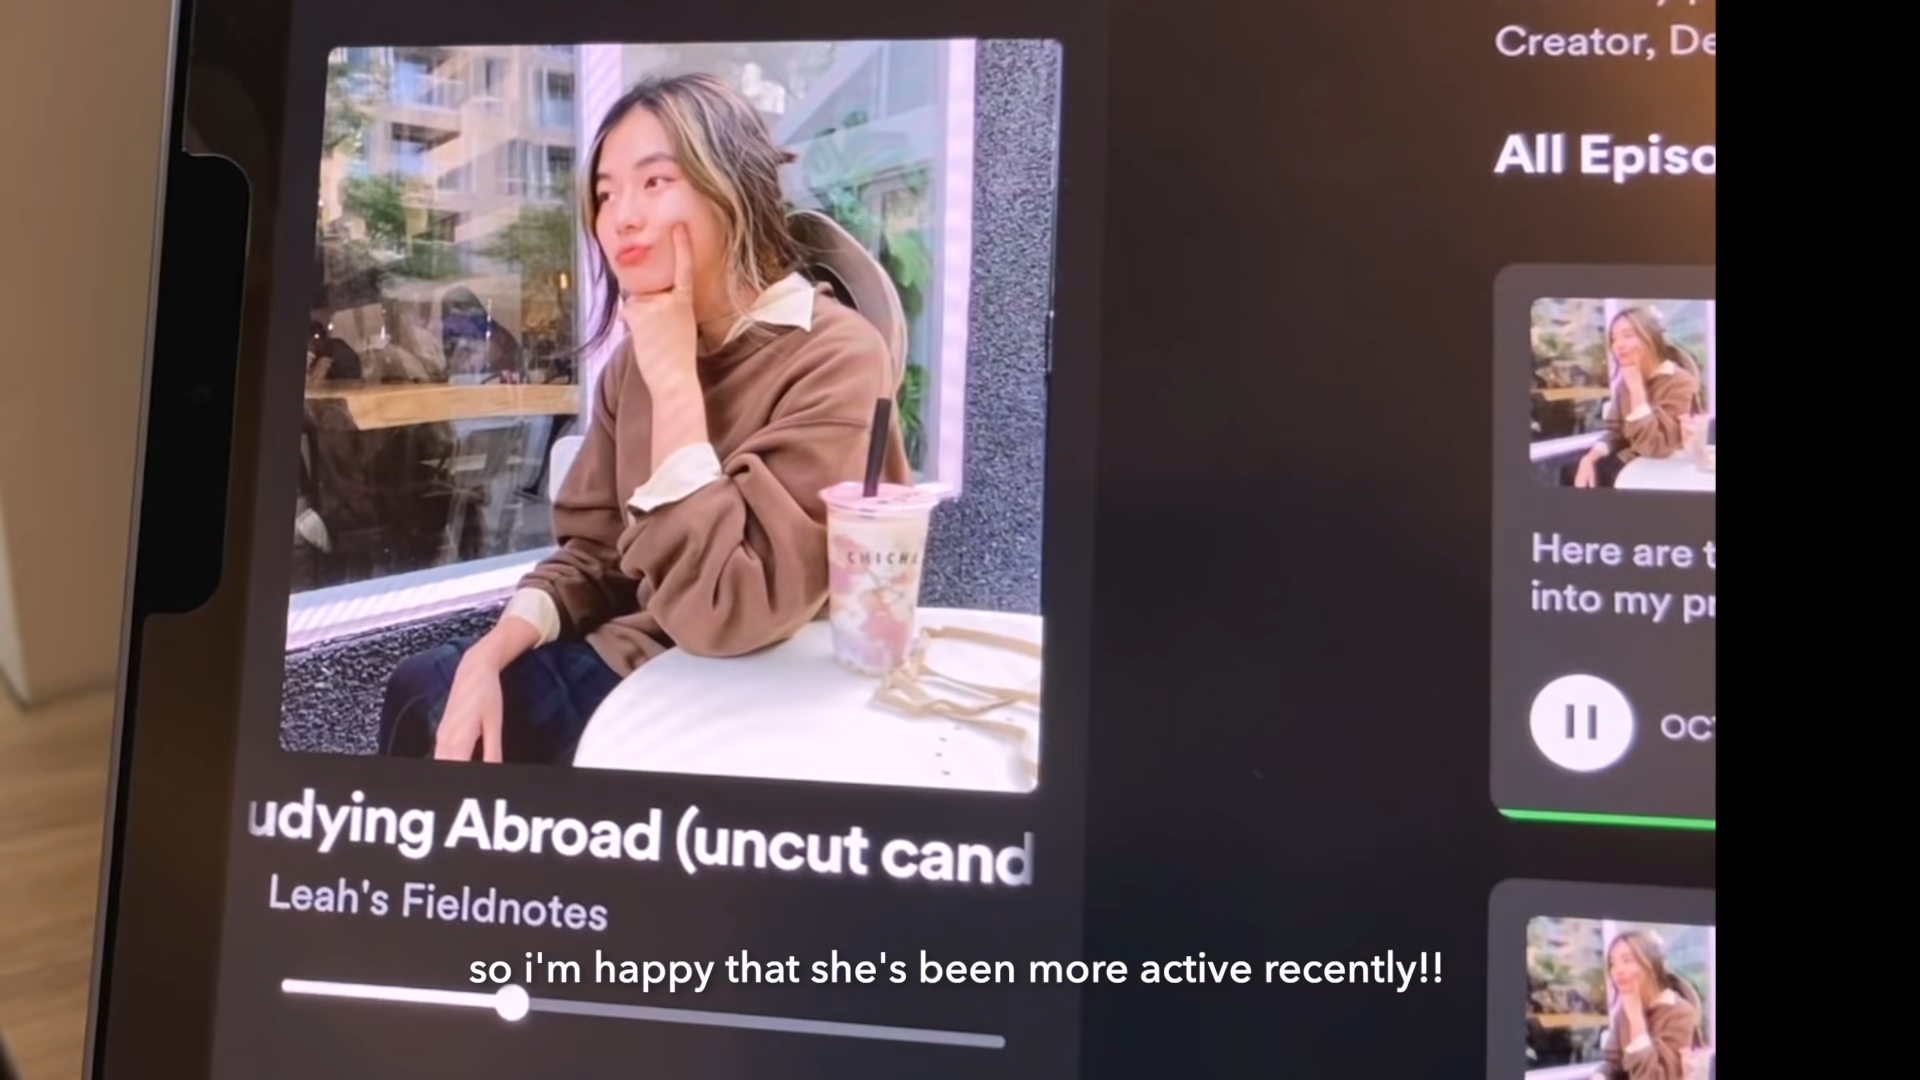 Creator, De
All Episo
CHICHA
Here are t
into my pr
OCT
udying Abroad (uncut cand
Leah's Fieldnotes
so i'm happy that she's been more active recently!!